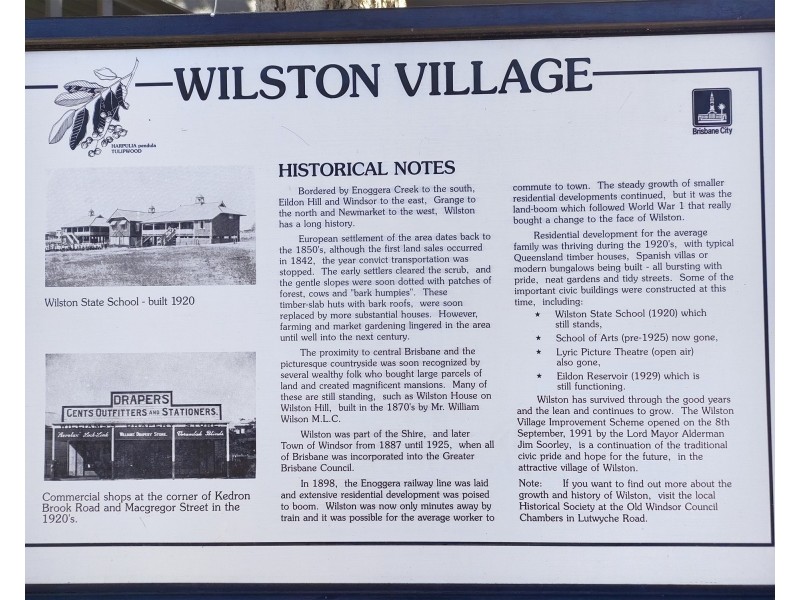 WILSTON VILLAGE
HARPULIA pendula
TULIPWOOD
Brisbane City
Wilston State School - built 1920
DRAPERS
GENTS OUTFITTERS AND STATIONERS.
WILLIAMS DRAPERY STORE.
Commercial shops at the corner of Kedron
Brook Road and Macgregor Street in the
1920's.
HISTORICAL NOTES
Bordered by Enoggera Creek to the south,
Eildon Hill and Windsor to the east, Grange to
the north and Newmarket to the west, Wilston
has a long history.
European settlement of the area dates back to
the 1850's, although the first land sales occurred
in 1842, the year convict transportation was
stopped. The early settlers cleared the scrub, and
the gentle slopes were soon dotted with patches of
forest, cows and "bark humpies". These
timber-slab huts with bark roofs, were soon
replaced by more substantial houses. However,
farming and market gardening lingered in the area
until well into the next century.
The proximity to central Brisbane and the
picturesque countryside was soon recognized by
several wealthy folk who bought large parcels of
land and created magnificent mansions. Many of
these are still standing, such as Wilston House on
Wilston Hill, built in the 1870's by Mr. William
Wilson M.L.C.
Wilston was part of the Shire, and later
Town of Windsor from 1887 until 1925, when all
of Brisbane was incorporated into the Greater
Brisbane Council.
In 1898, the Enoggera railway line was laid
and extensive residential development was poised
to boom. Wilston was now only minutes away by
train and it was possible for the average worker to
commute to town. The steady growth of smaller
residential developments continued, but it was the
land-boom which followed World War 1 that really
bought a change to the face of Wilston.
Residential development for the average
family was thriving during the 1920's, with typical
Queensland timber houses, Spanish villas or
modern bungalows being built - all bursting with
pride, neat gardens and tidy streets. Some of the
important civic buildings were constructed at this
time, including:
★ Wilston State School (1920) which
still stands,
★ School of Arts (pre-1925) now gone,
★ Lyric Picture Theatre (open air)
also gone,
★ Eildon Reservoir (1929) which is
still functioning.
Wilston has survived through the good years
and the lean and continues to grow. The Wilston
Village Improvement Scheme opened on the 8th
September, 1991 by the Lord Mayor Alderman
Jim Soorley, is a continuation of the traditional
civic pride and hope for the future, in the
attractive village of Wilston.
Note: If you want to find out more about the
growth and history of Wilston, visit the local
Historical Society at the Old Windsor Council
Chambers in Lutwyche Road.